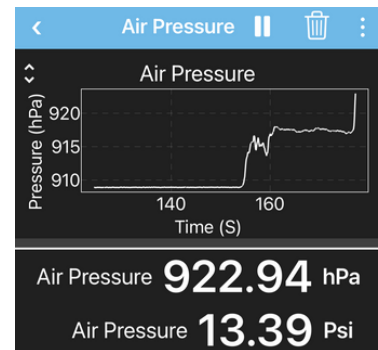 Air Pressure
Air Pressure
Pressure (hPa)
920
915
910
140 160
Time (S)
Air Pressure 922.94 hPa
Air Pressure 13.39 Psi